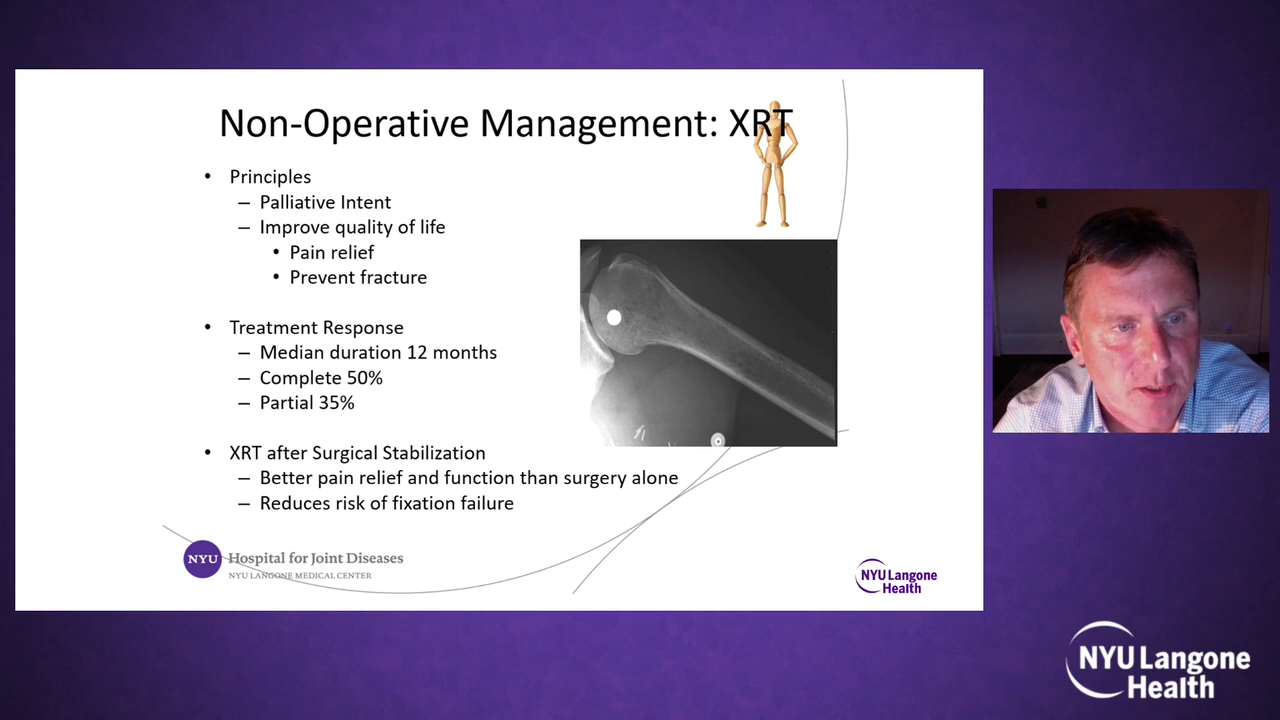 Non-Operative Management: XRT
• Principles
– Palliative Intent
– Improve quality of life
• Pain relief
• Prevent fracture
• Treatment Response
– Median duration 12 months
– Complete 50%
– Partial 35%
• XRT after Surgical Stabilization
– Better pain relief and function than surgery alone
– Reduces risk of fixation failure
NYU Hospital for Joint Diseases
NYU LANGONE MEDICAL CENTER
NYU Langone
Health
NYU Langone
Health